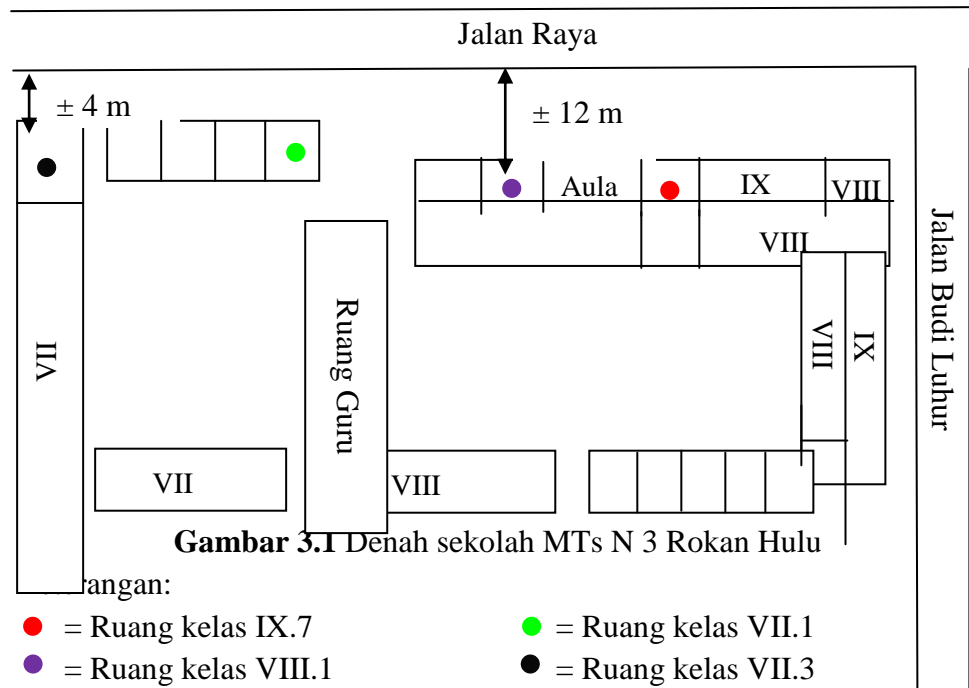 Jalan Raya
± 4 m
± 12 m
Aula
IX
VIII
VIII
Jalan Budi Luhur
VII
Ruang Guru
VIII
IX
VII
VIII
Gambar 3.1 Denah sekolah MTs N 3 Rokan Hulu
rangan:
= Ruang kelas IX.7
= Ruang kelas VII.1
= Ruang kelas VIII.1
= Ruang kelas VII.3